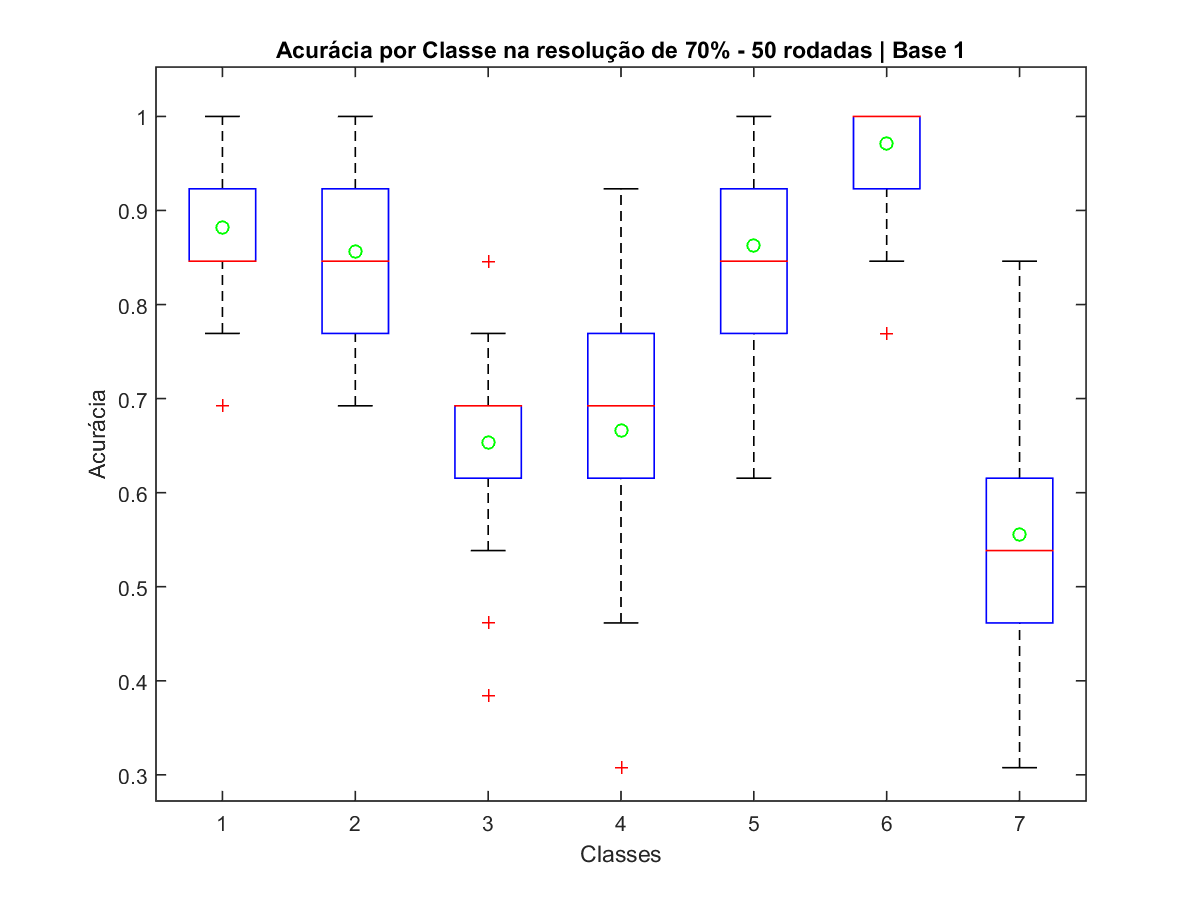 Acurácia por Classe na resolução de 70% - 50 rodadas | Base 1
1
0.9
0.8
0.7
0.6
0.5
0.4
0.3
Acurácia
1 2 3 4 5 6 7
Classes